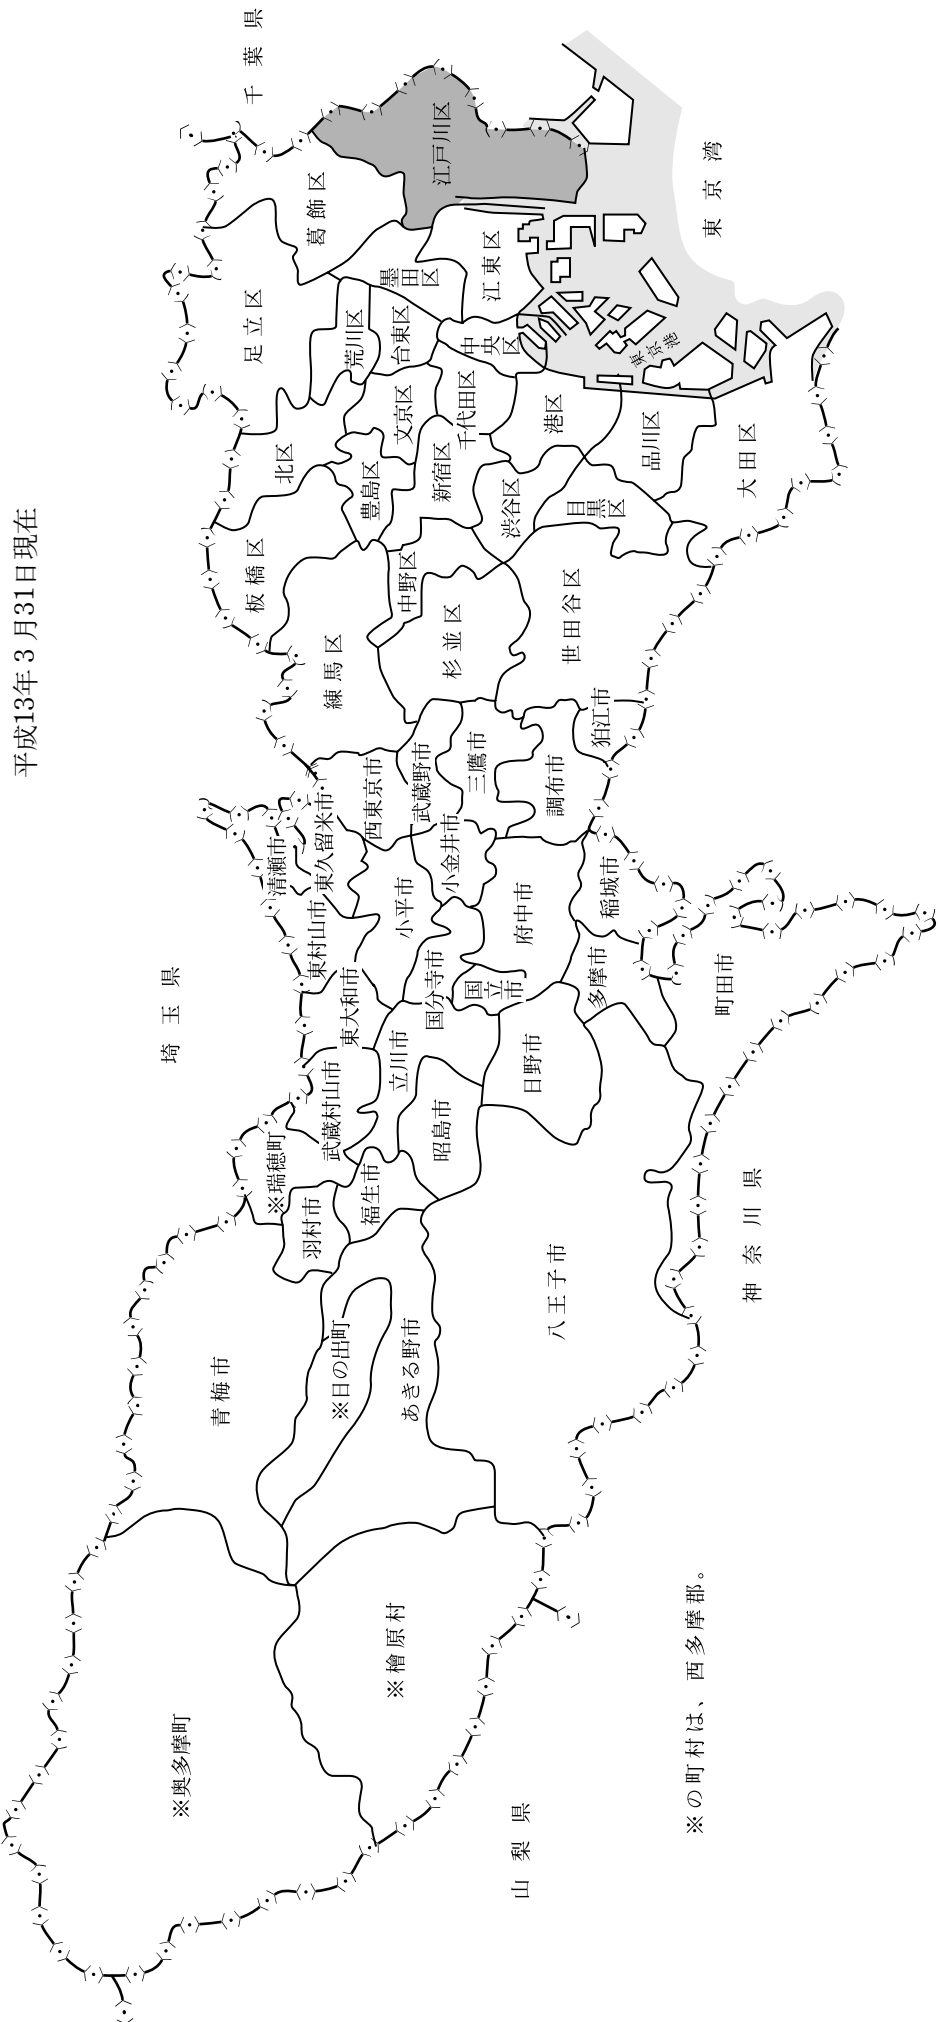 平成13年３月31日現在
千葉県
埼玉県
東京湾
神奈川県
山梨県
江戸川区
葛飾区
足立区
墨田区
江東区
荒川区
台東区
中央区
北区
文京区
千代田区
港区
品川区
大田区
板橋区
豊島区
新宿区
渋谷区
目黒区
練馬区
中野区
杉並区
世田谷区
東京港
狛江市
西東京市
武蔵野市
三鷹市
調布市
清瀬市
東久留米市
小金井市
東村山市
小平市
府中市
稲城市
東大和市
国分寺市
国立市
多摩市
町田市
武蔵村山市
立川市
昭島市
日野市
※瑞穂町
羽村市
福生市
八王子市
青梅市
※日の出町
あきる野市
※檜原村
※奥多摩町
※の町村は、西多摩郡。